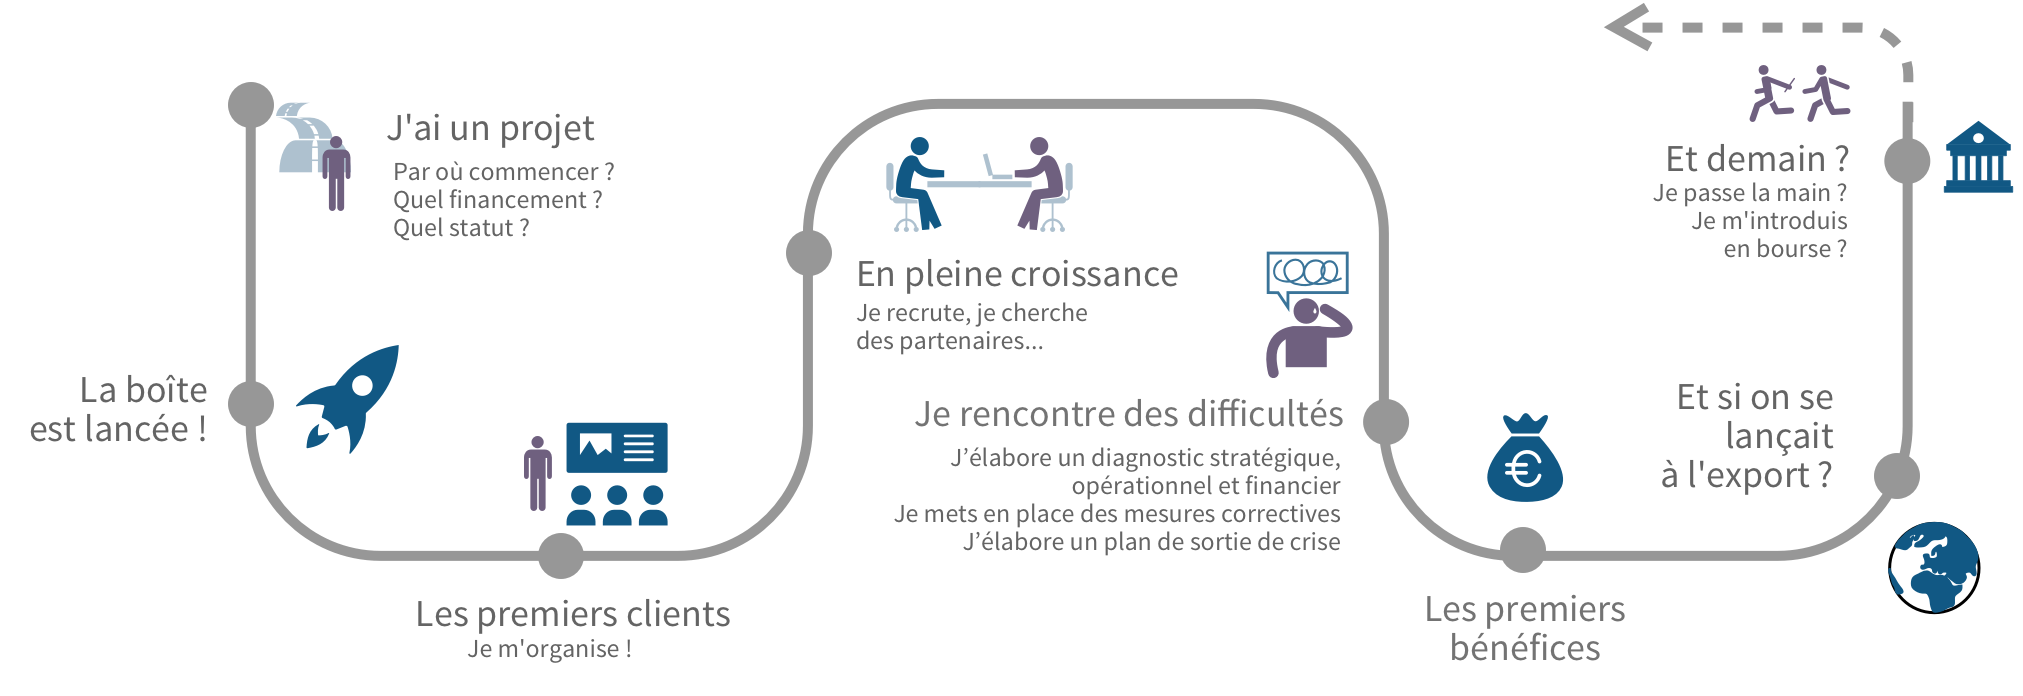 J'ai un projet
Par où commencer ?
Quel financement ?
Quel statut ?
La boîte
est lancée !
Les premiers clients
Je m'organise !
En pleine croissance
Je recrute, je cherche
des partenaires...
Je rencontre des difficultés
J’élabore un diagnostic stratégique,
opérationnel et financier
Je mets en place des mesures correctives
J’élabore un plan de sortie de crise
€
Les premiers
bénéfices
Et si on se
lançait
à l'export ?
Et demain ?
Je passe la main ?
Je m'introduis
en bourse ?